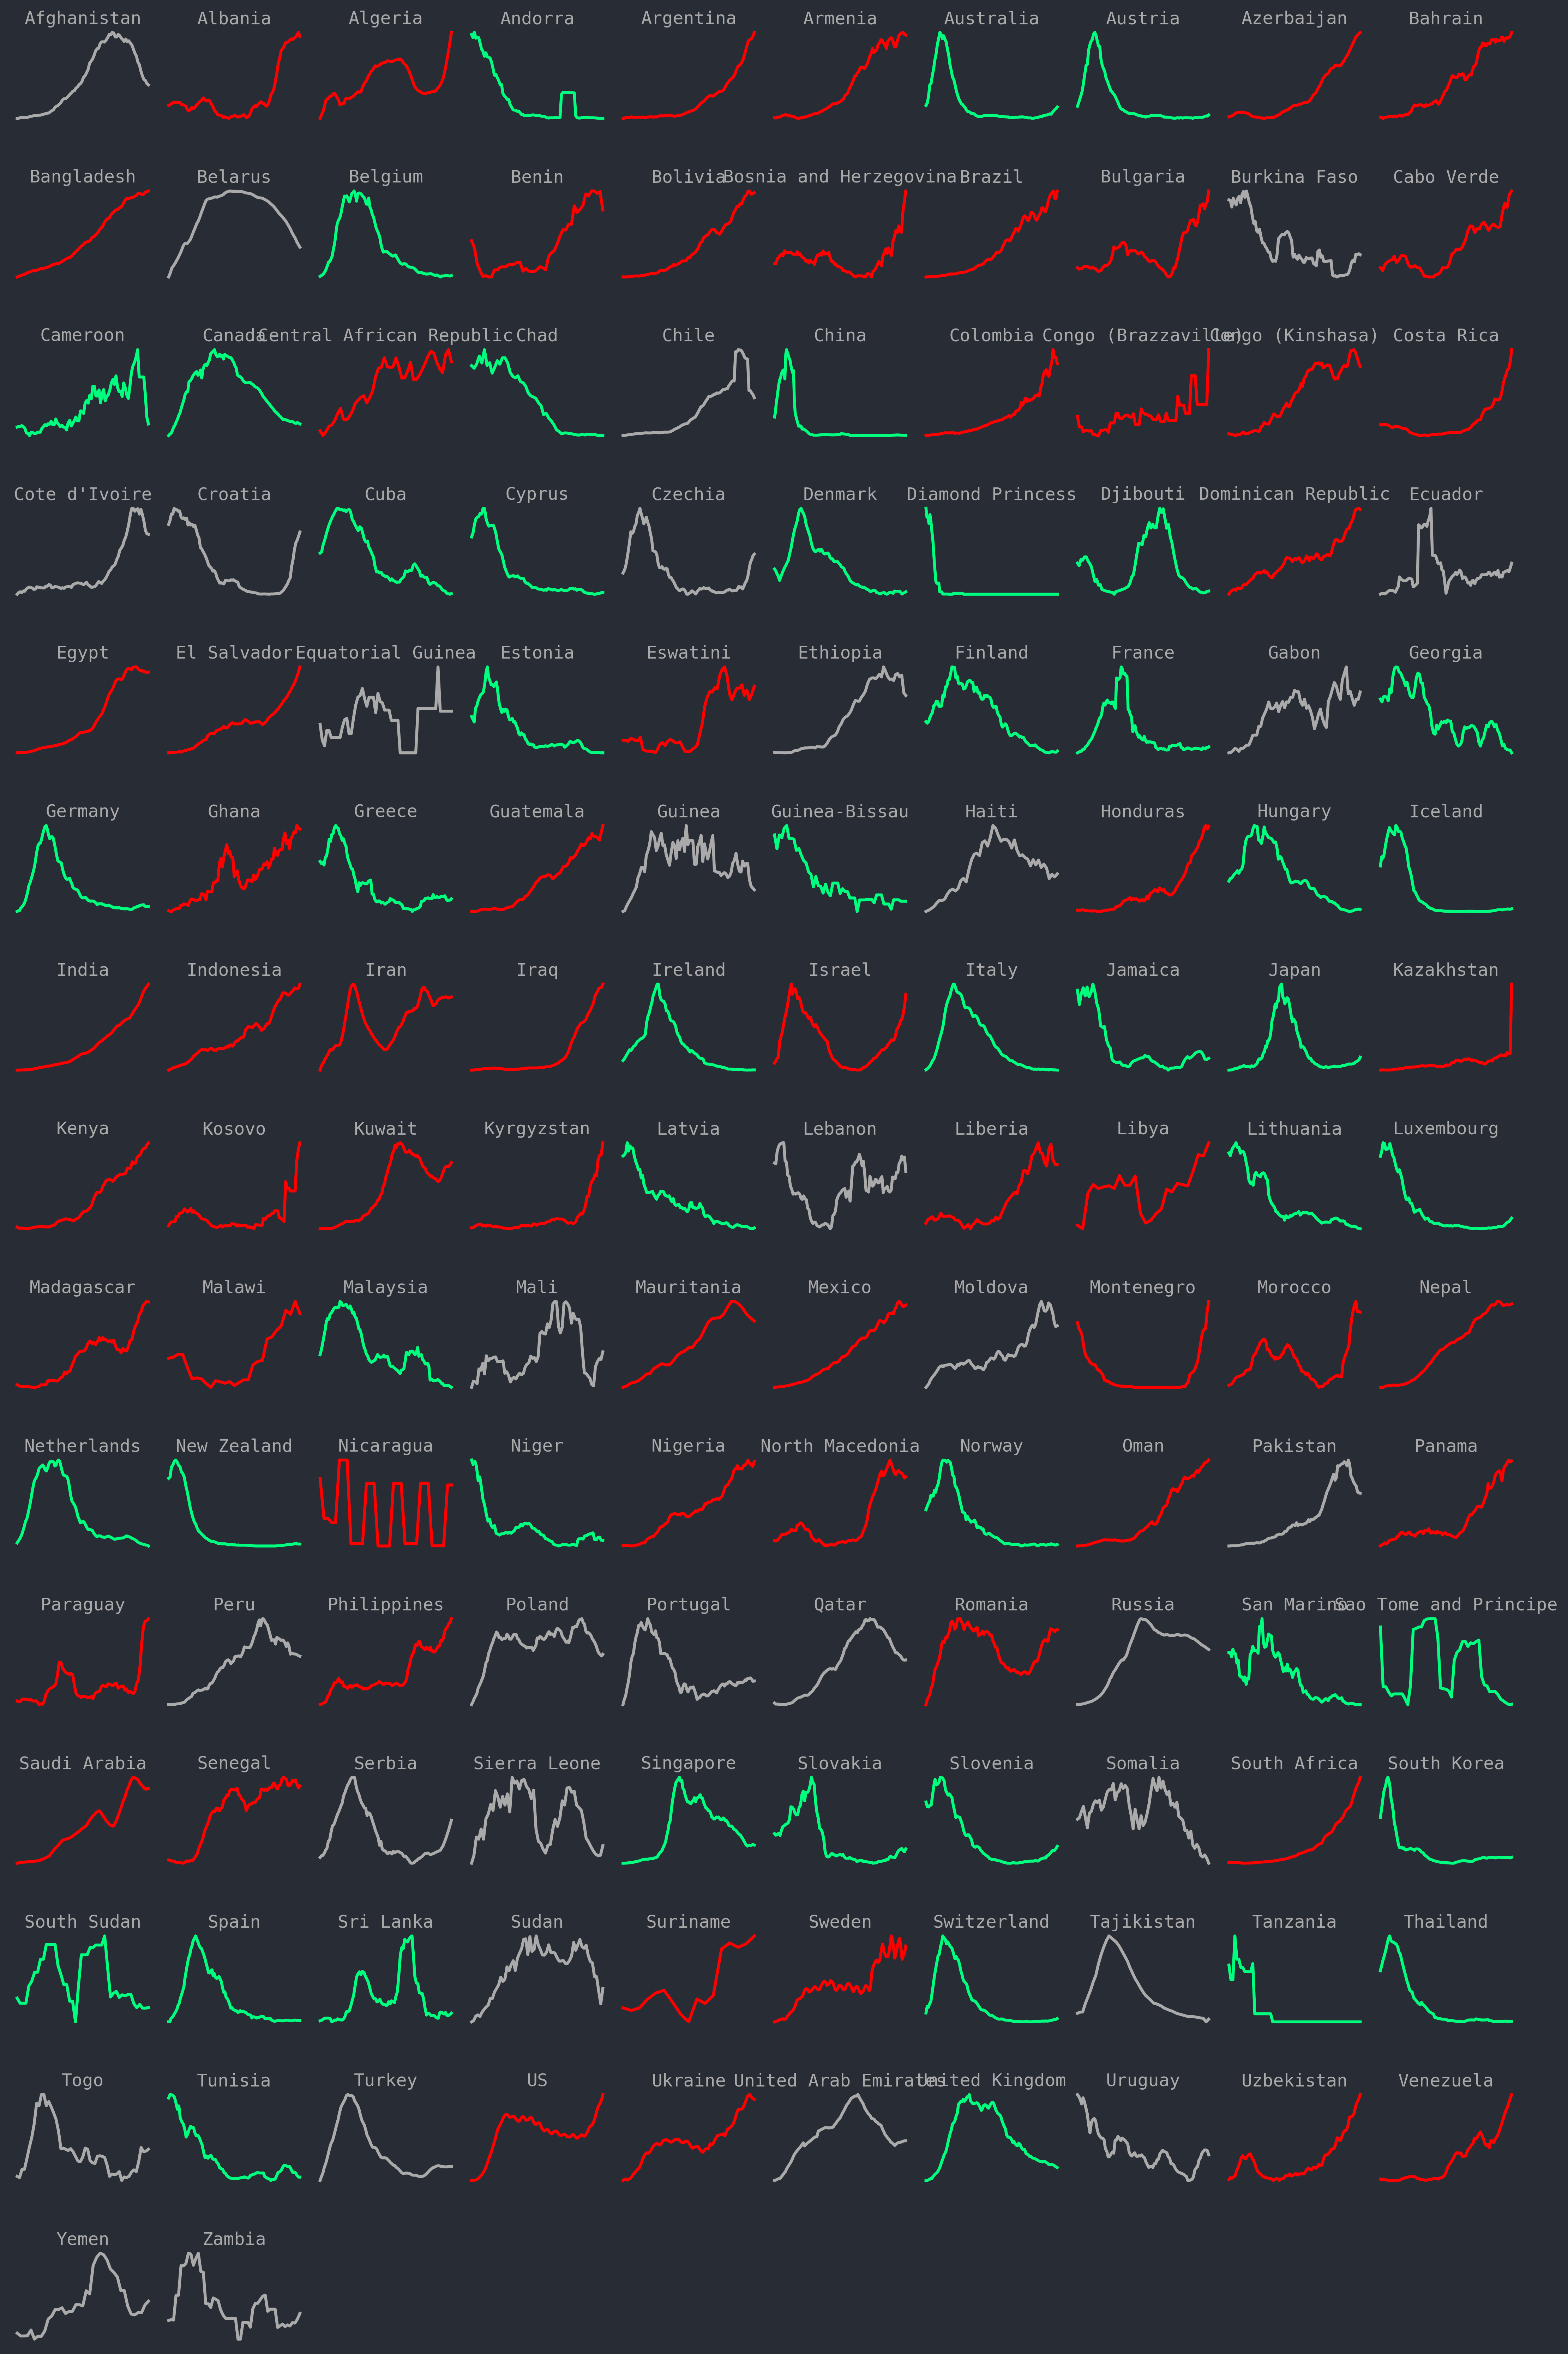 Afghanistan Albania Algeria Andorra Argentina Armenia Australia Austria Azerbaijan Bahrain
Bangladesh Belarus Belgium Benin Bolivia Bosnia and Herzegovina Brazil Bulgaria Burkina Faso Cabo Verde
Cameroon Canada Central African Republic Chad Chile China Colombia Congo (Brazzaville) Congo (Kinshasa) Costa Rica
Cote d'Ivoire Croatia Cuba Cyprus Czechia Denmark Diamond Princess Djibouti Dominican Republic Ecuador
Egypt El Salvador Equatorial Guinea Estonia Eswatini Ethiopia Finland France Gabon Georgia
Germany Ghana Greece Guatemala Guinea Guinea-Bissau Haiti Honduras Hungary Iceland
India Indonesia Iran Iraq Ireland Israel Italy Jamaica Japan Kazakhstan
Kenya Kosovo Kuwait Kyrgyzstan Latvia Lebanon Liberia Libya Lithuania Luxembourg
Madagascar Malawi Malaysia Mali Mauritania Mexico Moldova Montenegro Morocco Nepal
Netherlands New Zealand Nicaragua Niger Nigeria North Macedonia Norway Oman Pakistan Panama
Paraguay Peru Philippines Poland Portugal Qatar Romania Russia San Marino Sao Tome and Principe
Saudi Arabia Senegal Serbia Sierra Leone Singapore Slovakia Slovenia Somalia South Africa South Korea
South Sudan Spain Sri Lanka Sudan Suriname Sweden Switzerland Tajikistan Tanzania Thailand
Togo Tunisia Turkey US Ukraine United Arab Emirates United Kingdom Uruguay Uzbekistan Venezuela
Yemen Zambia